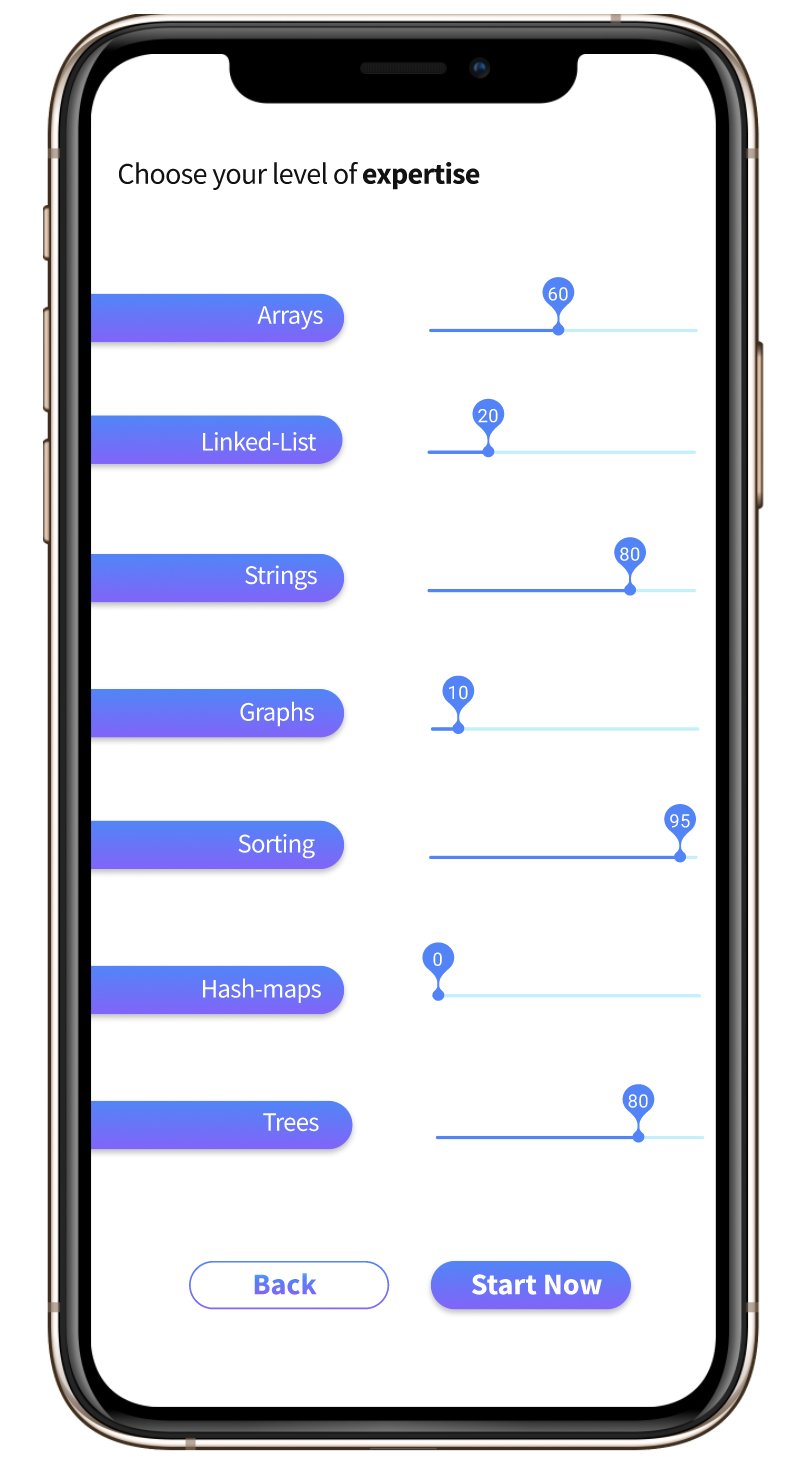 Choose your level of expertise
Arrays
60
Linked-List
20
Strings
80
Graphs
10
Sorting
95
Hash-maps
0
Trees
80
Back
Start Now